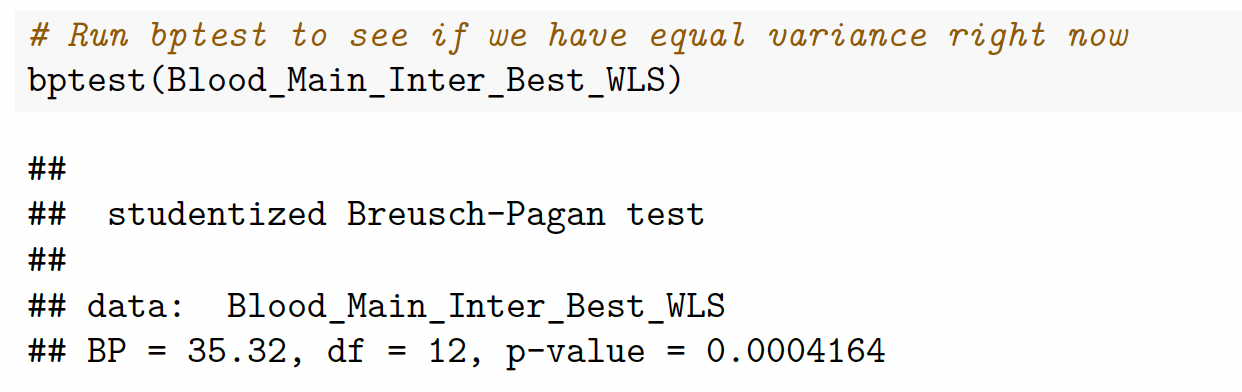 # Run bptest to see if we have equal variance right now
bptest(Blood_Main_Inter_Best_WLS)
##
## studentized Breusch-Pagan test
##
## data: Blood_Main_Inter_Best_WLS
## BP = 35.32, df = 12, p-value = 0.0004164